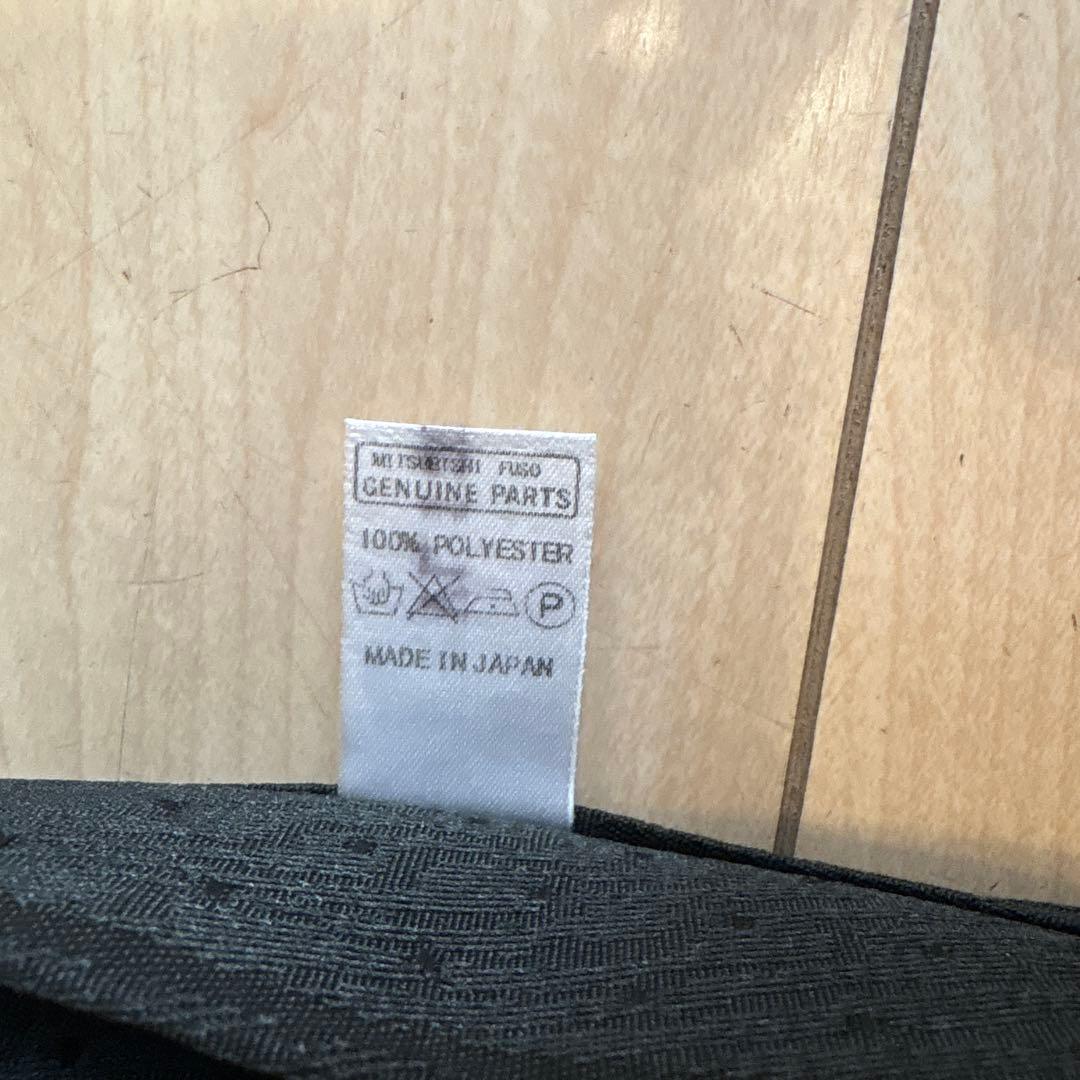 MITSUBISHI FUSO
GENUINE PARTS
100% POLYESTER
P
MADE IN JAPAN